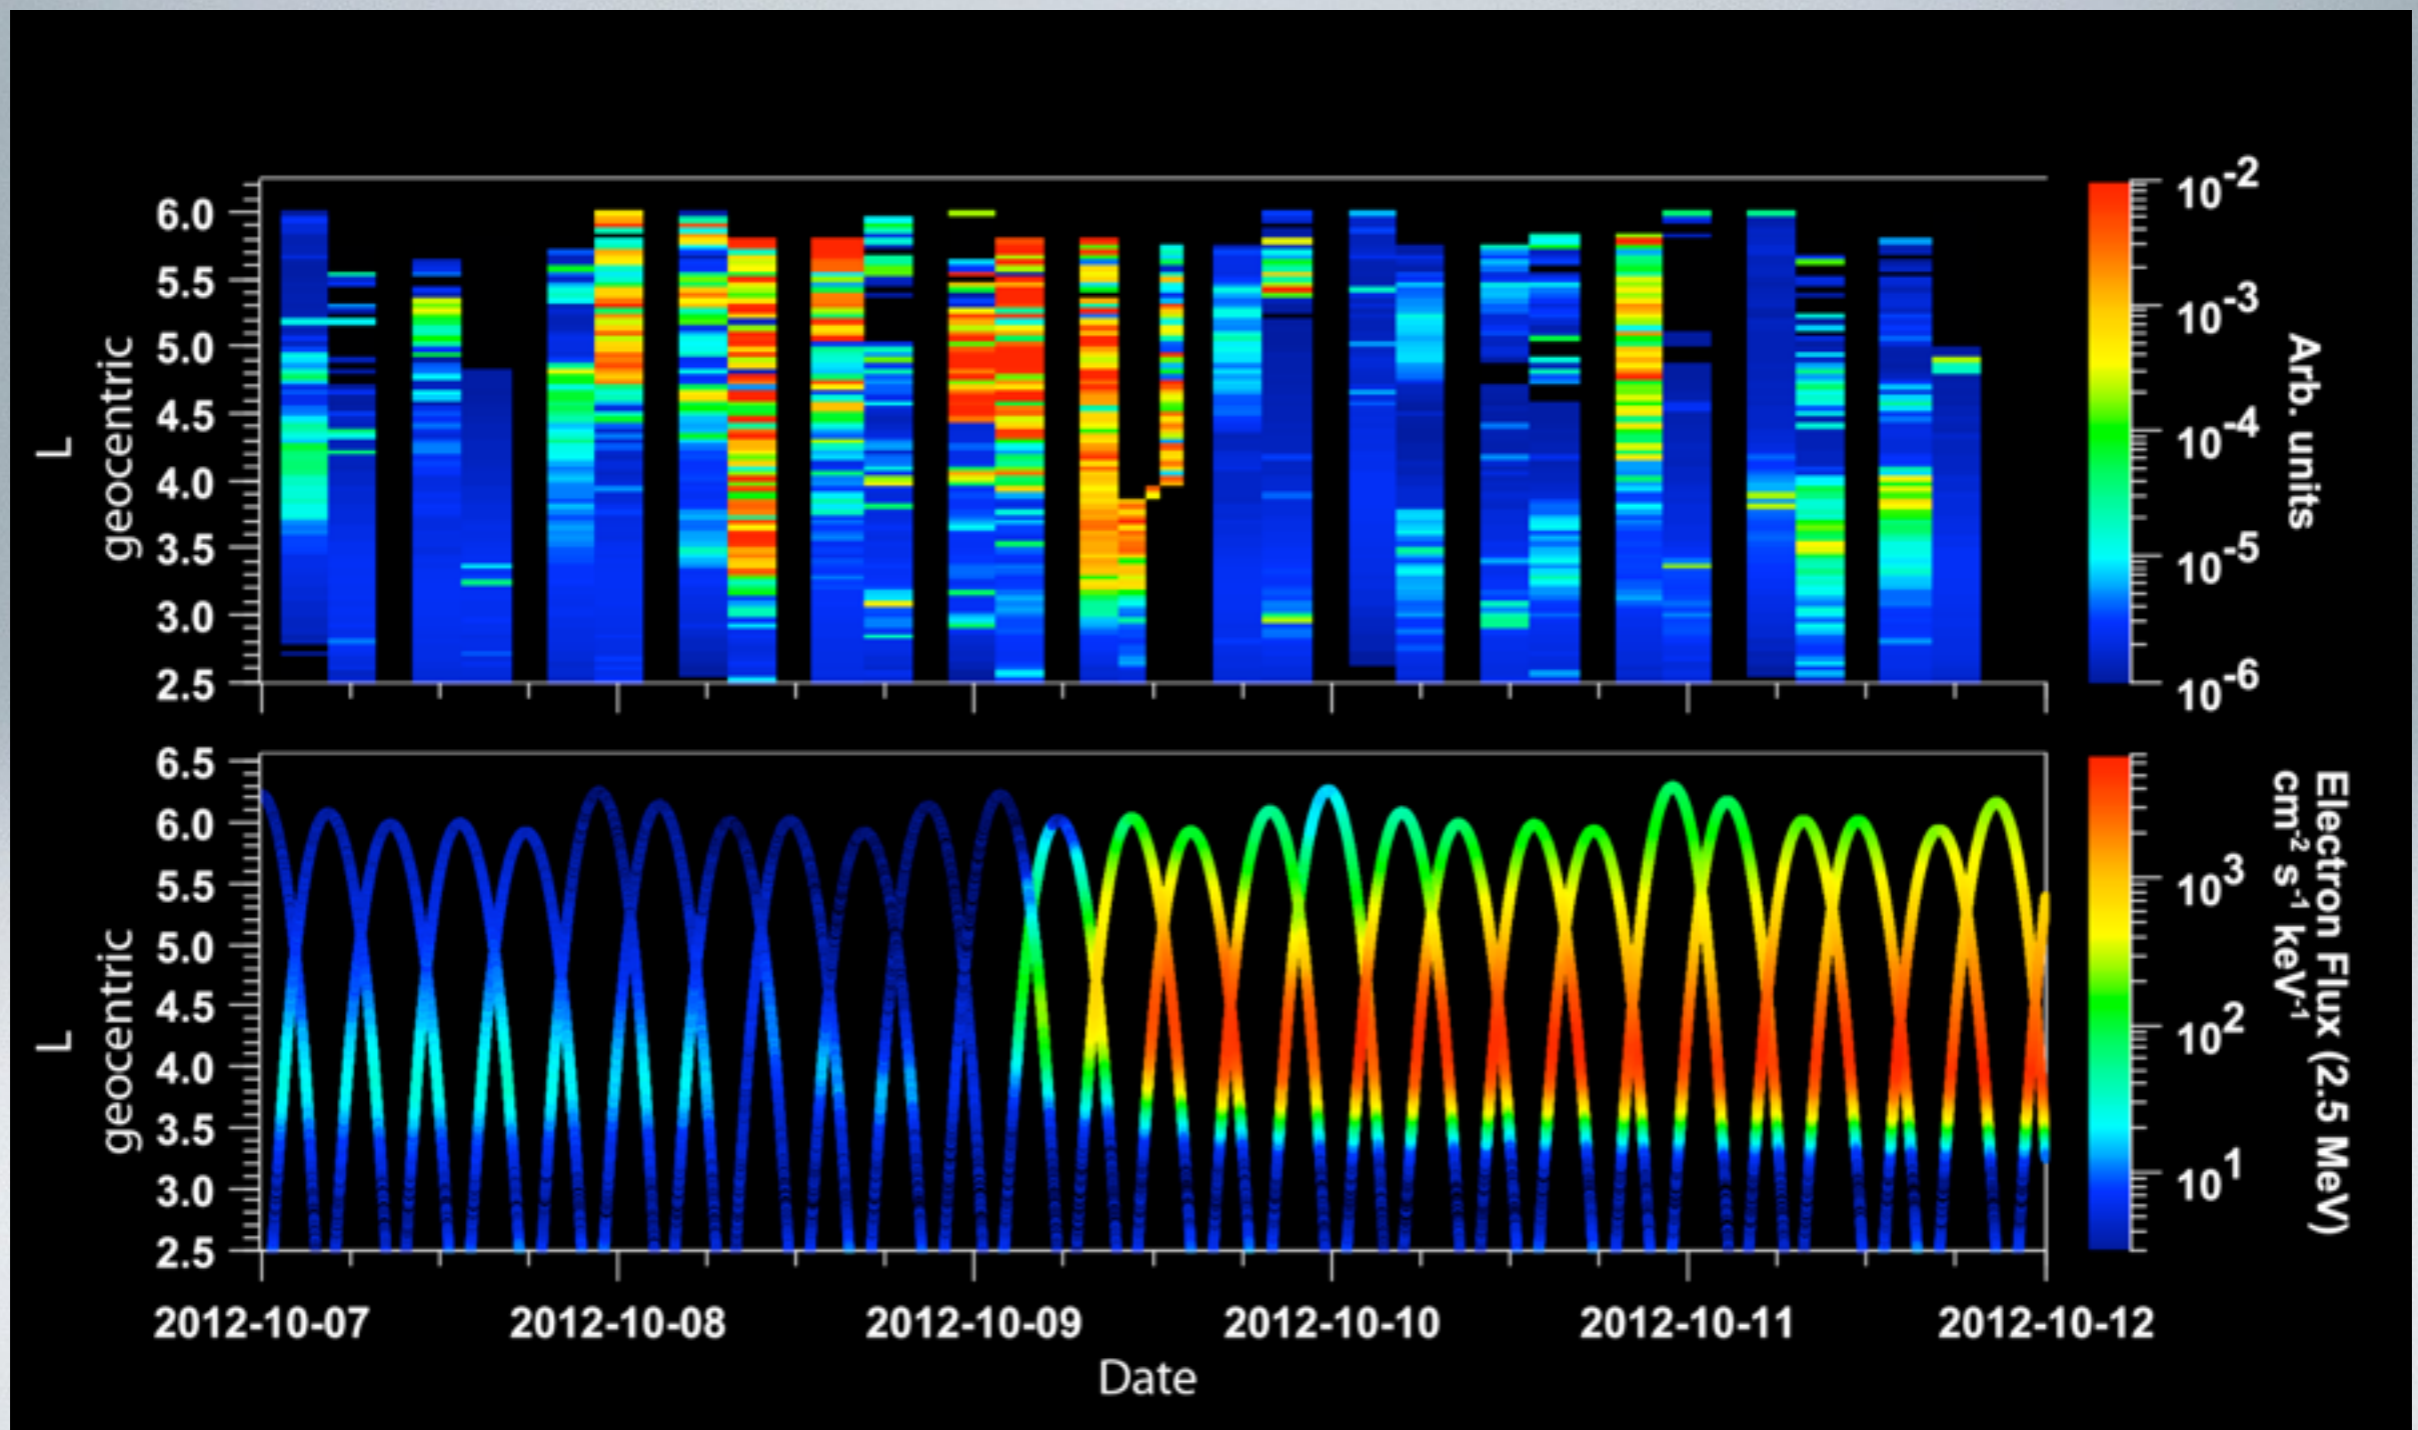 6.0
5.5
5.0
4.5
4.0
3.5
3.0
2.5
L
geocentric
10-2
10-3
10-4
10-5
10-6
Arb. units
6.5
6.0
5.5
5.0
4.5
4.0
3.5
3.0
2.5
L
geocentric
10³
10²
10¹
Electron Flux (2.5 MeV)
cm⁻² s⁻¹ keV⁻¹
2012-10-07 2012-10-08 2012-10-09 2012-10-10 2012-10-11 2012-10-12
Date